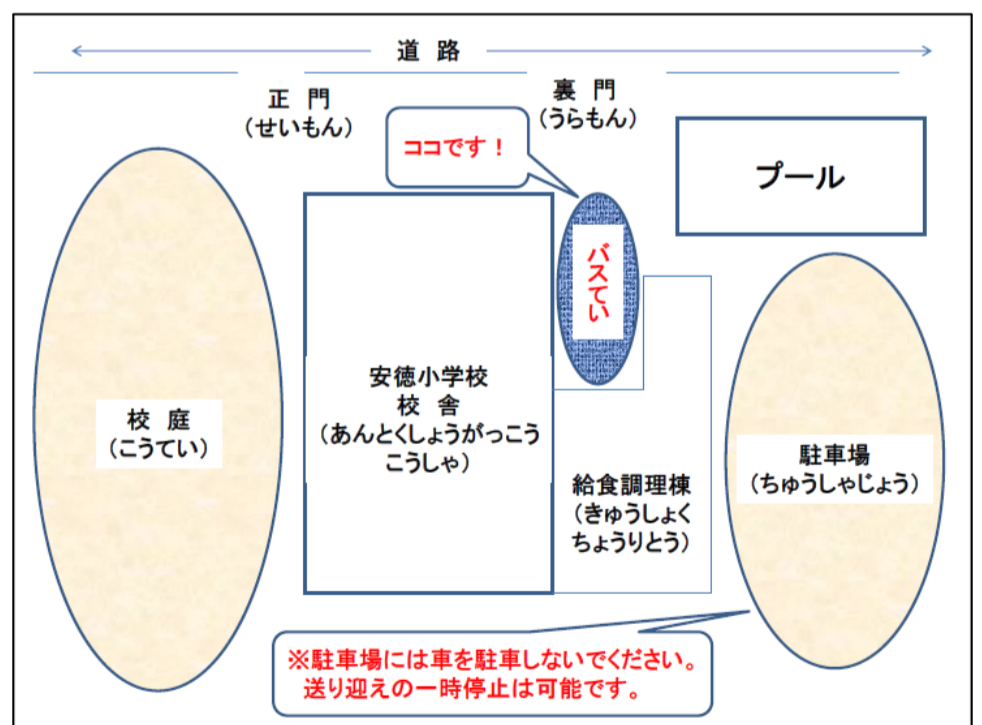 道 路
正 門
(せいもん)
裏 門
(うらもん)
ココです！
プール
バスてい
安徳小学校
校 舎
(あんとくしょうがっこう
こうしゃ)
校 庭
(こうてい)
駐車場
(ちゅうしゃじょう)
給食調理棟
(きゅうしょく
ちょうりとう)
※駐車場には車を駐車しないでください。
送り迎えの一時停止は可能です。